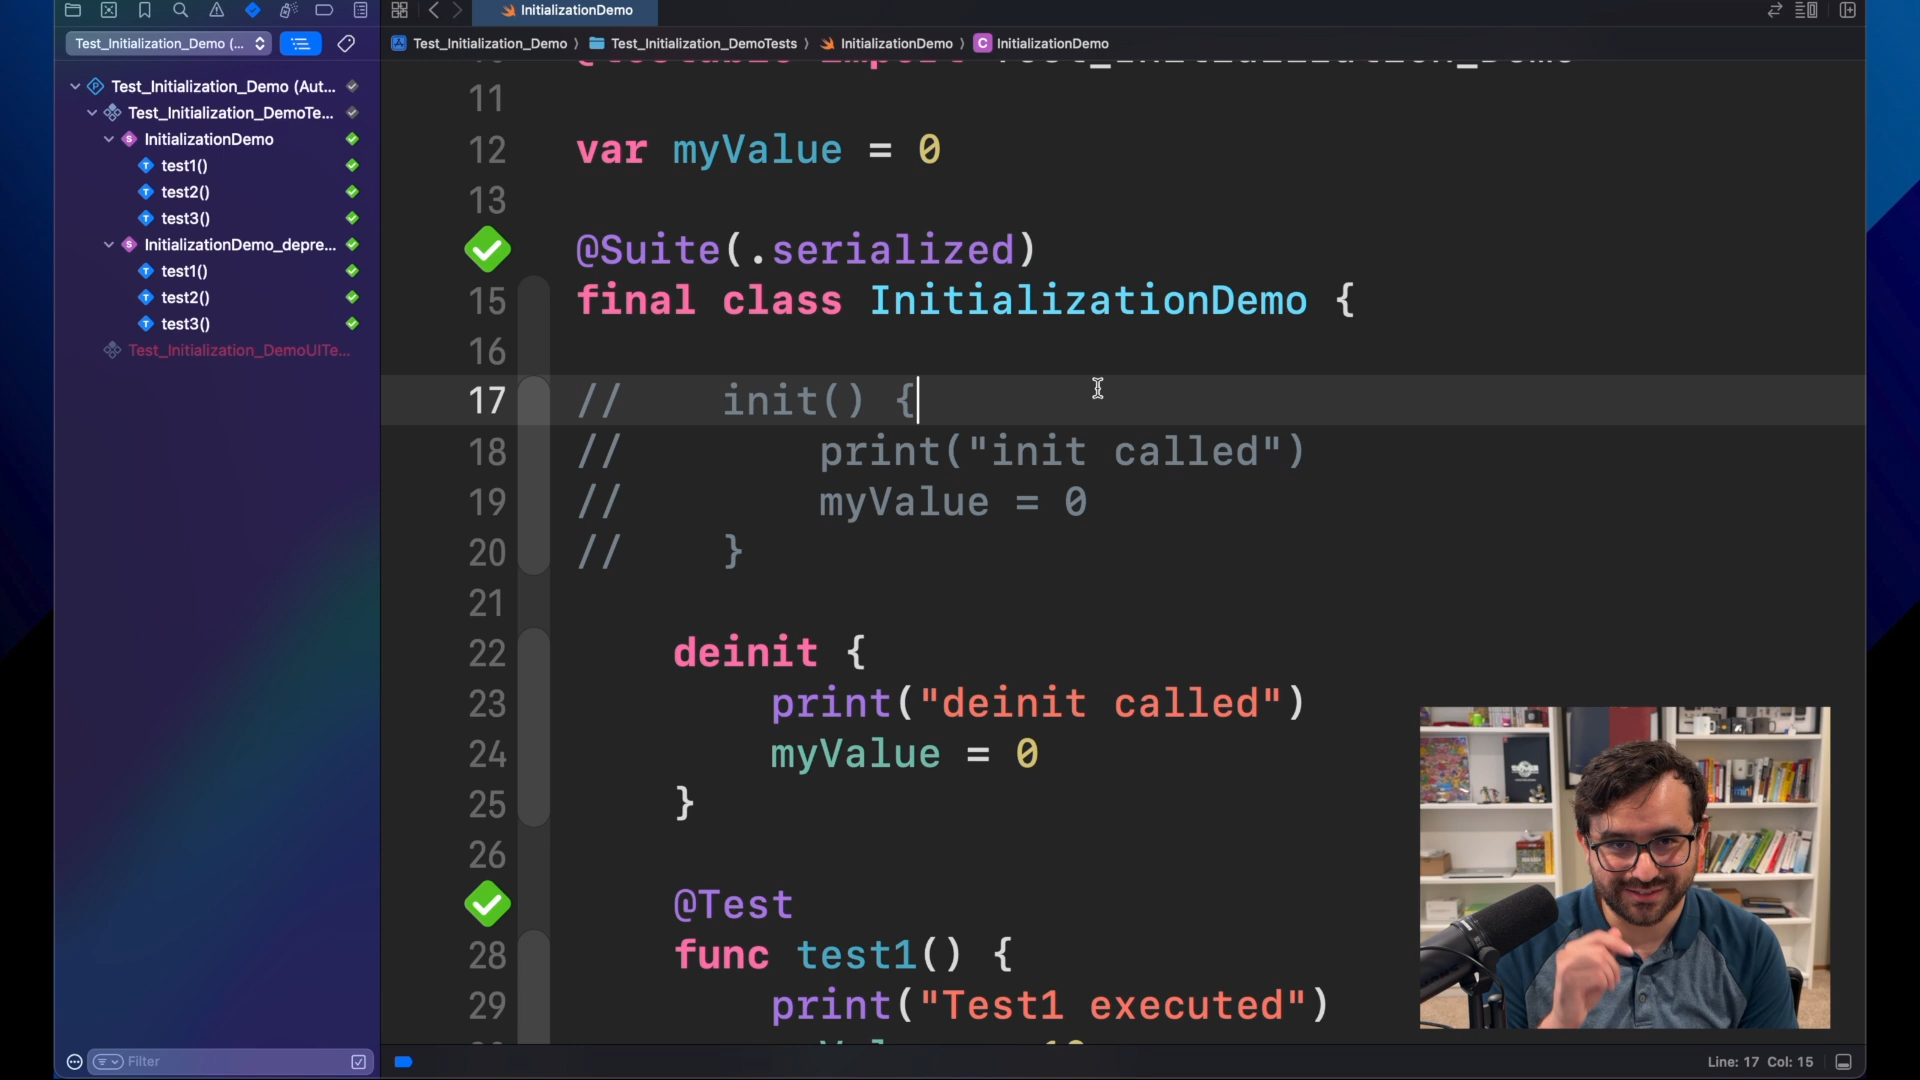 InitializationDemo
Test_Initialization_Demo (...
Test_Initialization_Demo
Test_Initialization_DemoTests
InitializationDemo
InitializationDemo
Test_Initialization_Demo (Aut...
Test_Initialization_DemoTe...
InitializationDemo
test1()
test2()
test3()
InitializationDemo_depre...
test1()
test2()
test3()
Test_Initialization_DemoUITe...
@testable import Test_Initialization_Demo
11
12 var myValue = 0
13
@Suite(.serialized)
15 final class InitializationDemo {
16
17 // init() {
18 // print("init called")
19 // myValue = 0
20 // }
21
22 deinit {
23 print("deinit called")
24 myValue = 0
25 }
26
@Test
28 func test1() {
29 print("Test1 executed")
Filter
Line: 17 Col: 15